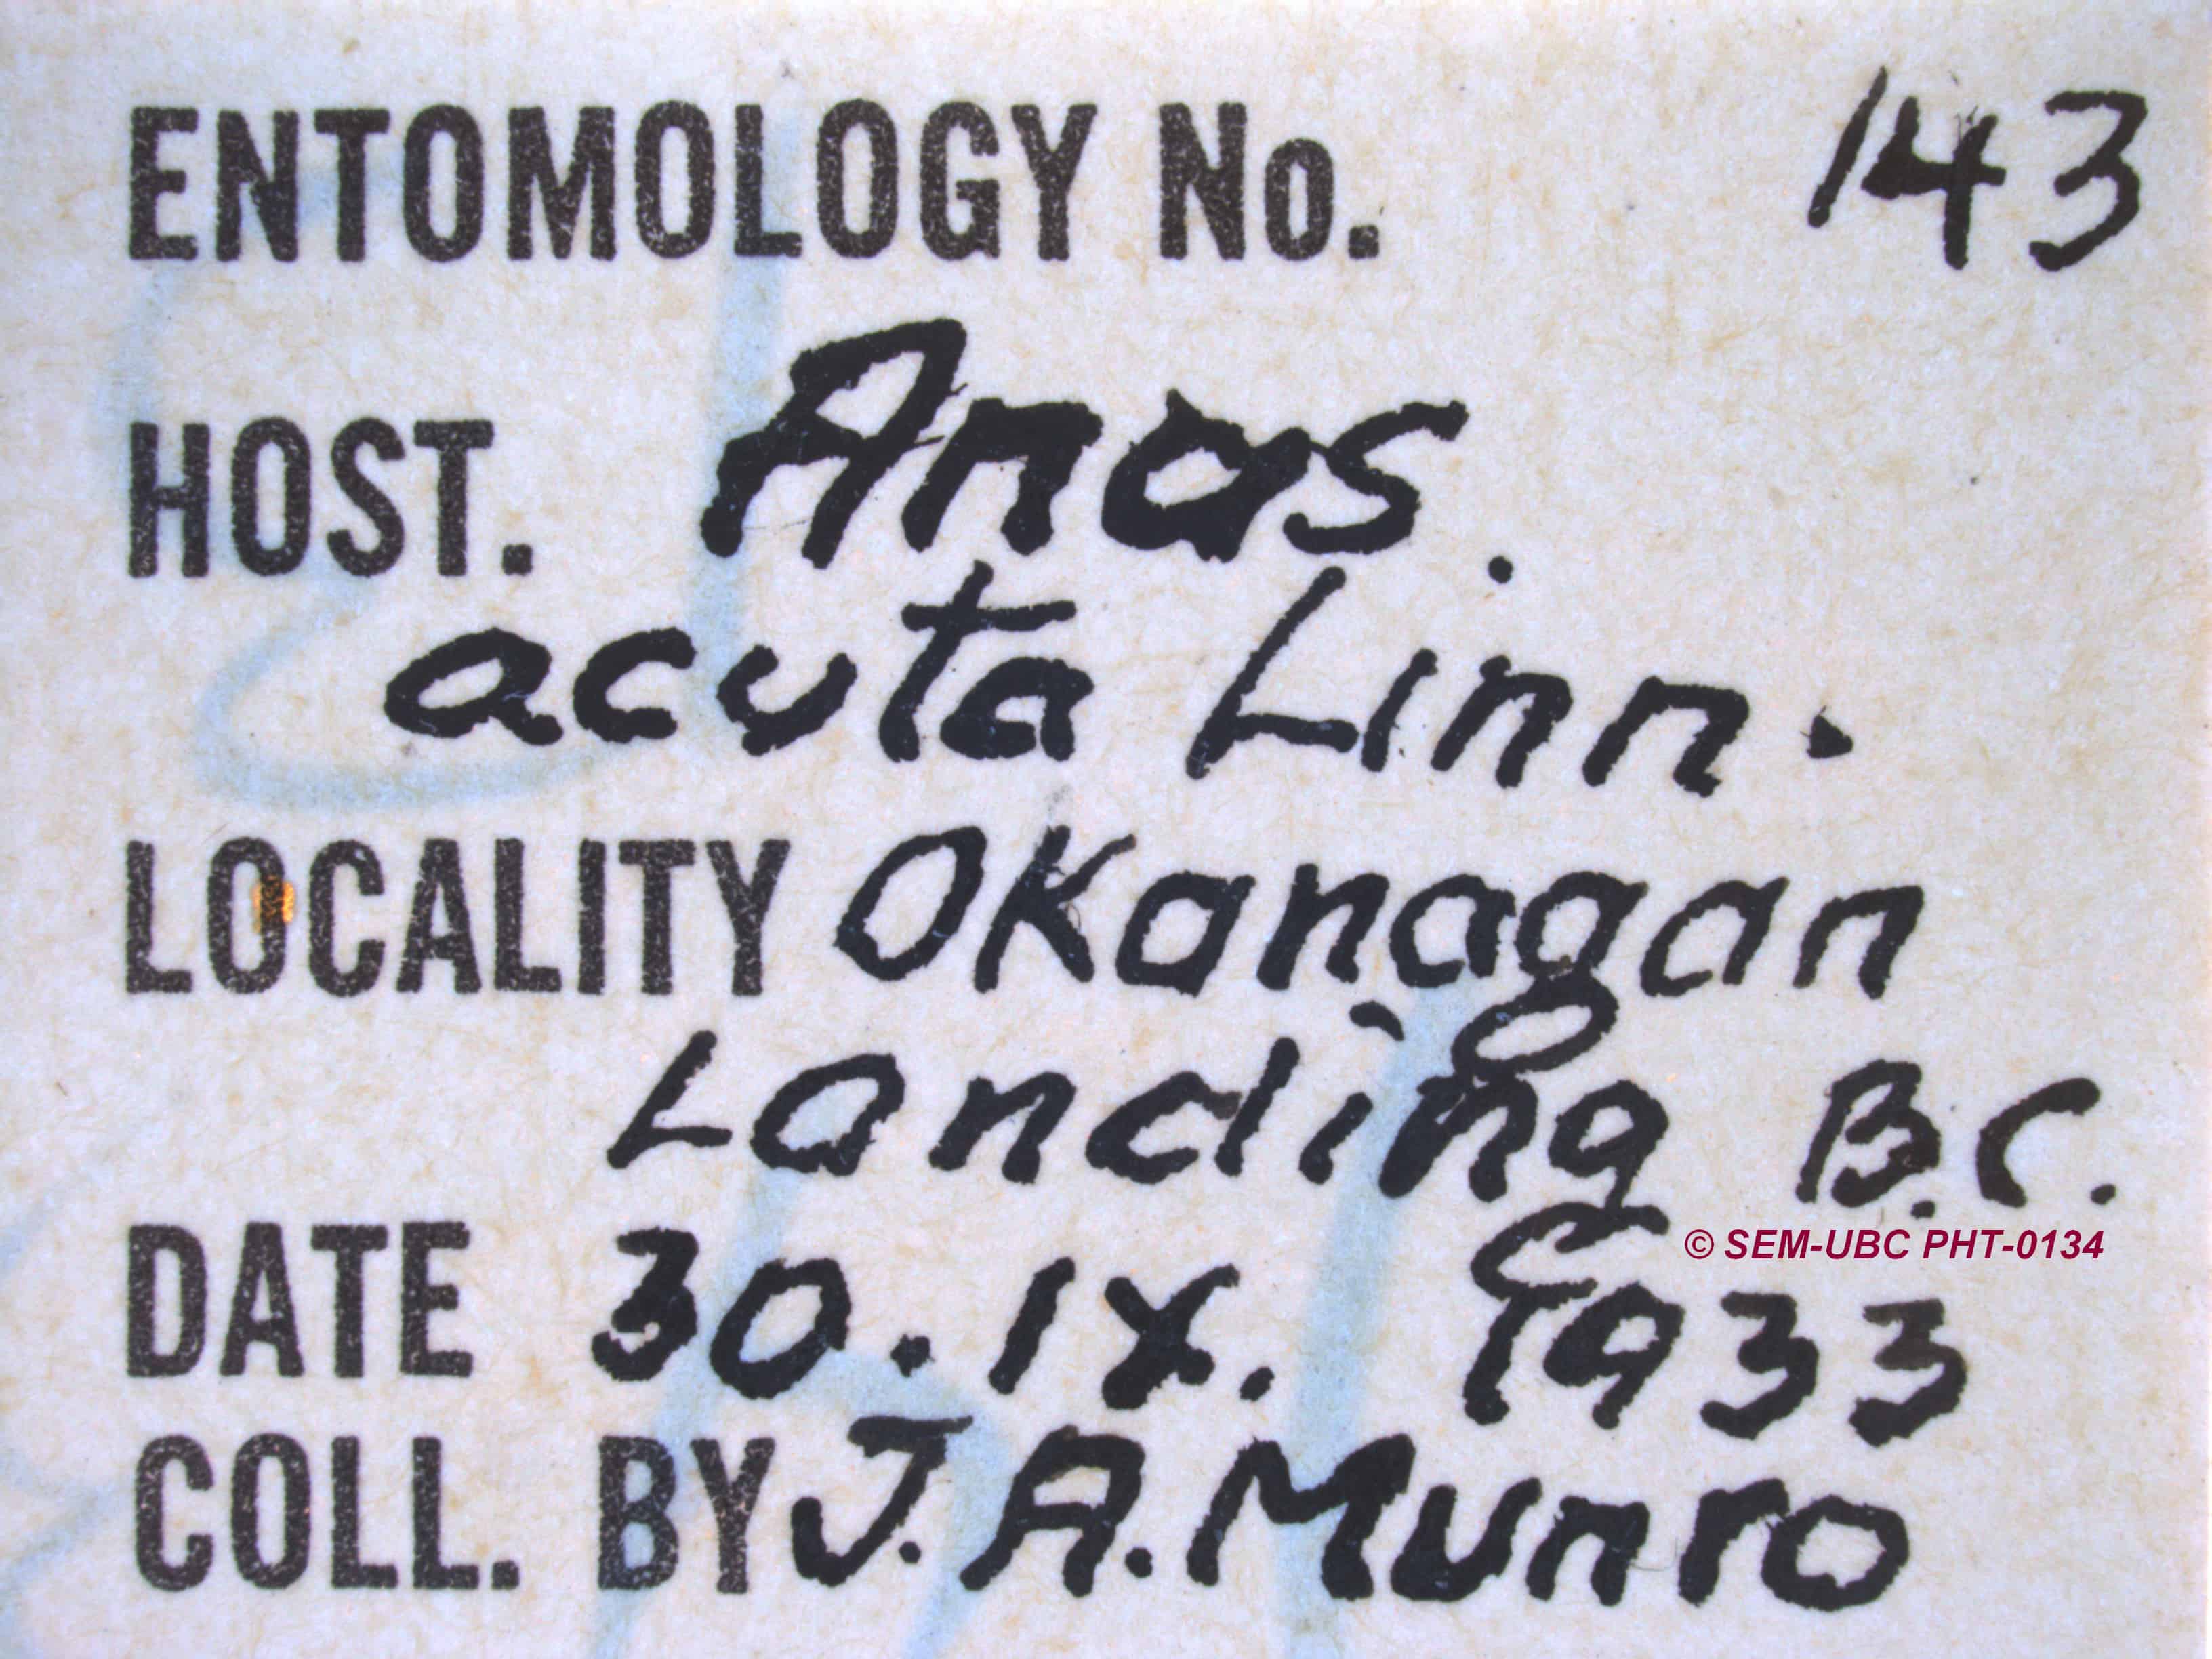 ENTOMOLOGY No. 143
HOST. Anas.
acuta Linn.
LOCALITY Okanagan
Landing B.C.
© SEM-UBC PHT-0134
DATE 30. IX. 1933
COLL. BY J. A. Munro